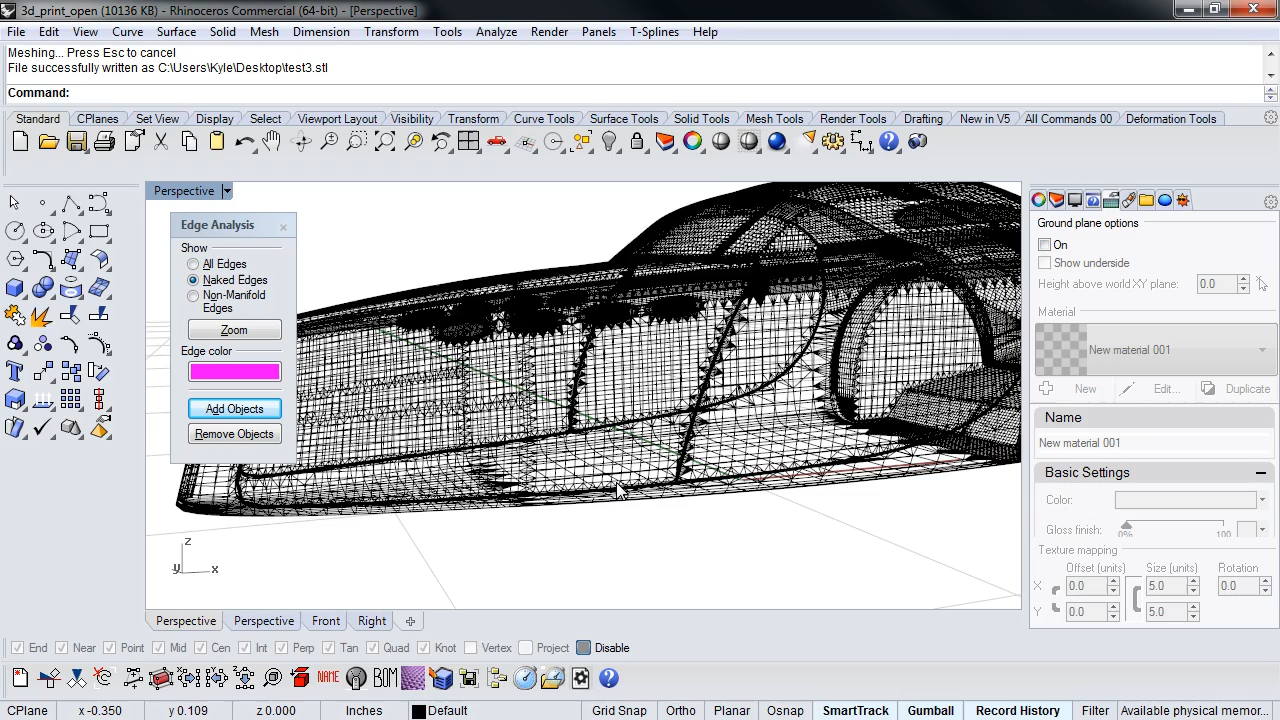 3d_print_open (10136 KB) - Rhinoceros Commercial (64-bit) - [Perspective]
File Edit View Curve Surface Solid Mesh Dimension Transform Tools Analyze Render Panels T-Splines Help
Meshing... Press Esc to cancel
File successfully written as C:\Users\Kyle\Desktop\test3.stl
Command:
Standard CPlanes Set View Display Select Viewport Layout Visibility Transform Curve Tools Surface Tools Solid Tools Mesh Tools Render Tools Drafting New in V5 All Commands 00 Deformation Tools
Perspective
Edge Analysis
Show
All Edges
Naked Edges
Non-Manifold
Edges
Zoom
Edge color
Add Objects
Remove Objects
z
y x
Ground plane options
On
Show underside
Height above world XY plane: 0.0
Material
New material 001
New Edit... Duplicate
Name
New material 001
Basic Settings
Color:
Gloss finish: 0% 100
Texture mapping
Offset (units) Size (units) Rotation
X 0.0 5.0 0.0
Y 0.0 5.0
Perspective Perspective Front Right
End Near Point Mid Cen Int Perp Tan Quad Knot Vertex Project Disable
NAME BOM
CPlane x -0.350 y 0.109 z 0.000 Inches Default Grid Snap Ortho Planar Osnap SmartTrack Gumball Record History Filter Available physical memor...